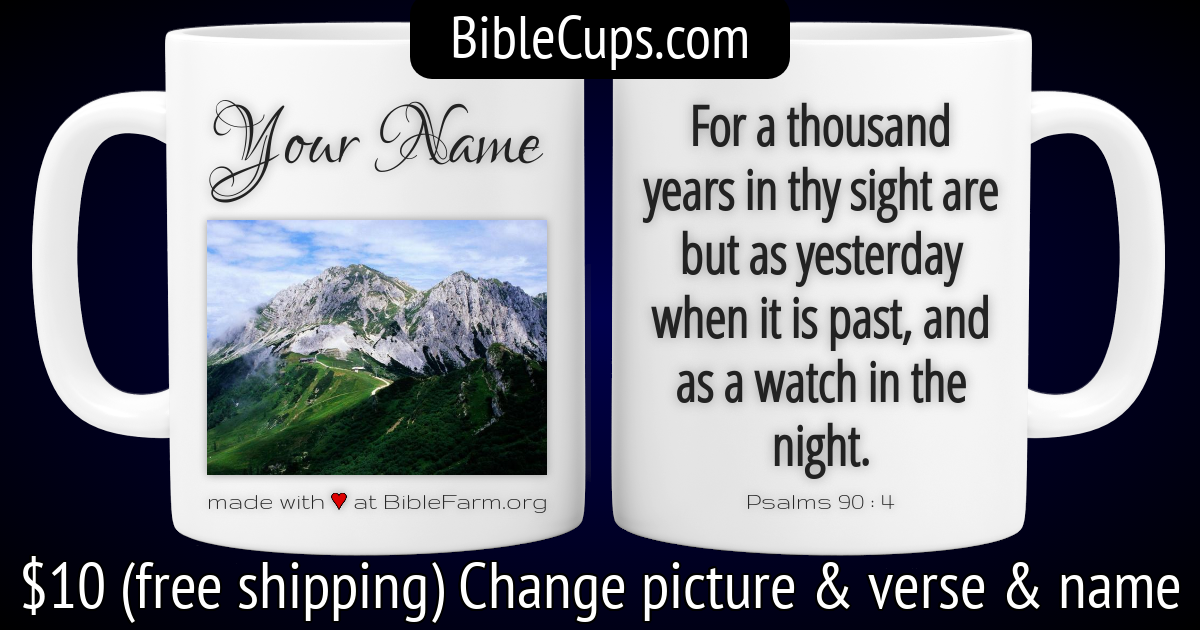 BibleCups.com
Your Name
made with ♥ at BibleFarm.org
For a thousand
years in thy sight are
but as yesterday
when it is past, and
as a watch in the
night.
Psalms 90 : 4
$10 (free shipping) Change picture & verse & name